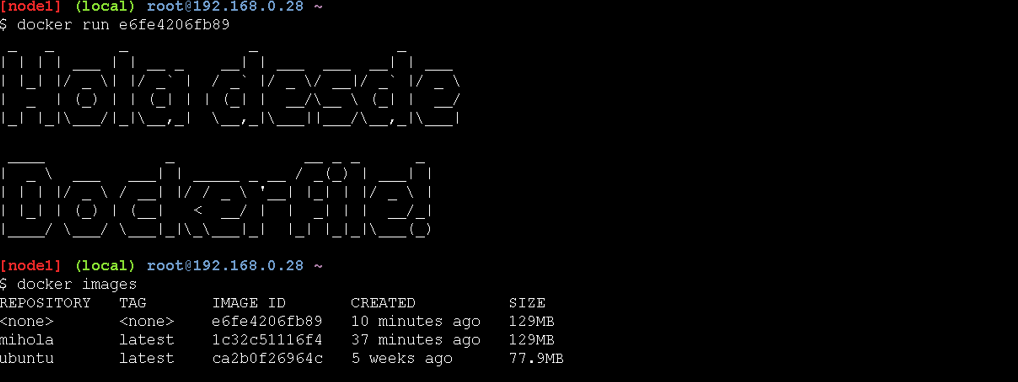 [node1] (local) root@192.168.0.28 ~
$ docker run e6fe4206fb89
Hola desde
Dockerfile!
[node1] (local) root@192.168.0.28 ~
$ docker images
REPOSITORY TAG IMAGE ID CREATED SIZE
<none> <none> e6fe4206fb89 10 minutes ago 129MB
mihola latest 1c32c51116f4 37 minutes ago 129MB
ubuntu latest ca2b0f26964c 5 weeks ago 77.9MB